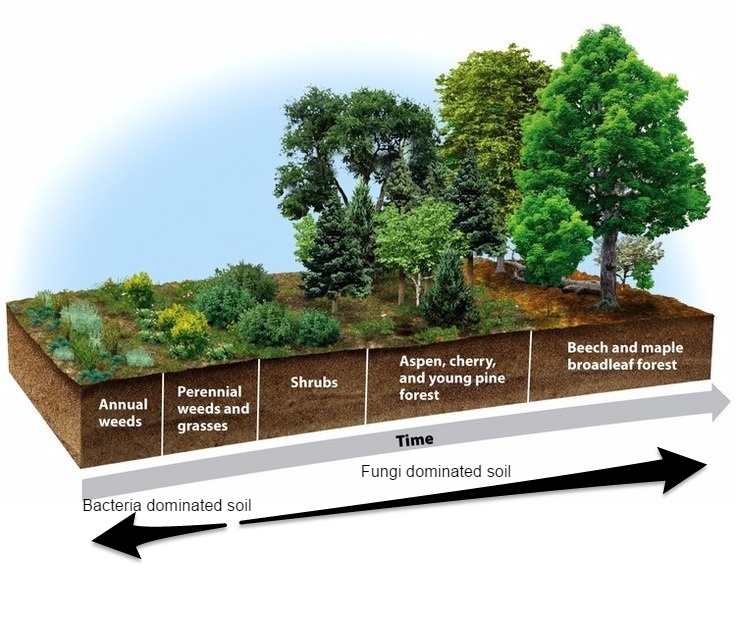 Annual
weeds
Perennial
weeds and
grasses
Shrubs
Aspen, cherry,
and young pine
forest
Beech and maple
broadleaf forest
Time
Fungi dominated soil
Bacteria dominated soil